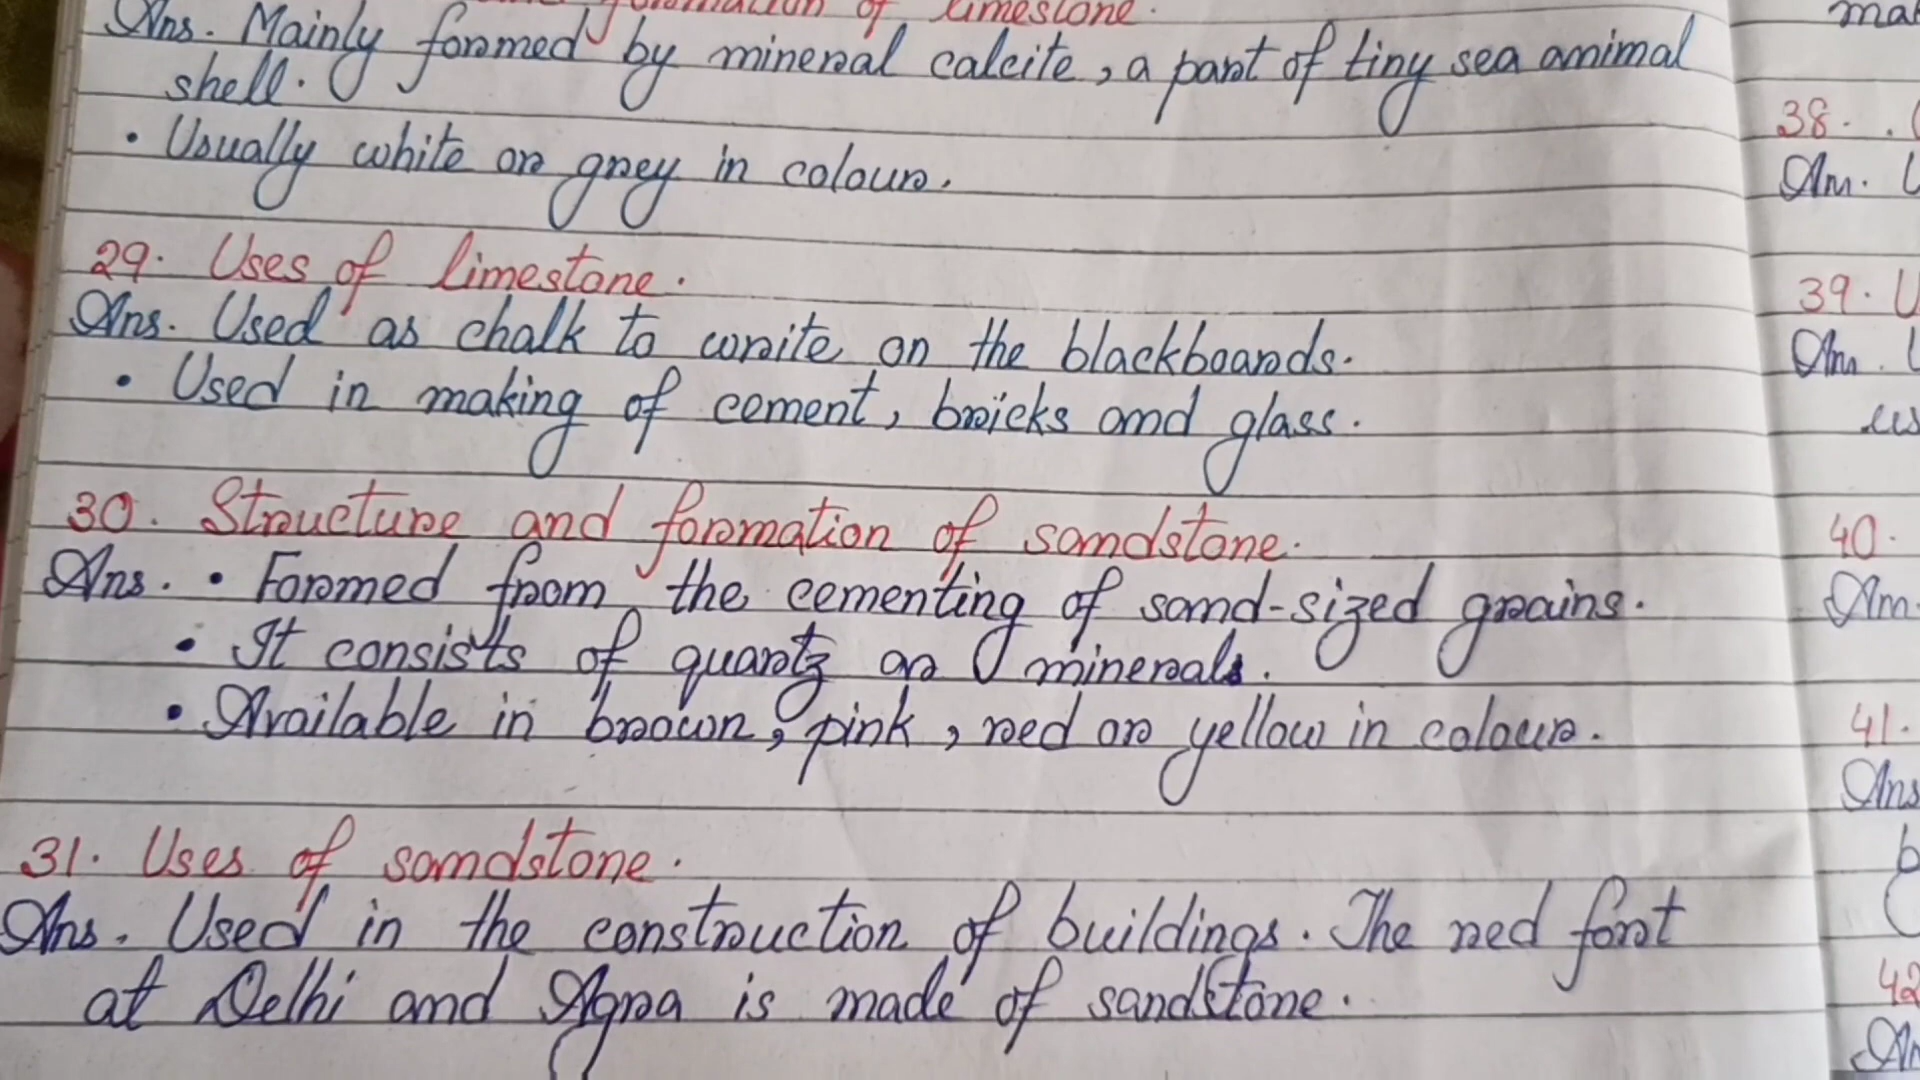 formation of limestone.
Ans. Mainly formed by mineral calcite, a part of tiny sea animal
shell.
• Usually white or grey in colour.
29. Uses of limestone.
Ans. Used as chalk to write on the blackboards.
• Used in making of cement, bricks and glass.
30. Structure and formation of sandstone.
Ans. • Formed from the cementing of sand-sized grains.
• It consists of quartz or minerals.
• Available in brown, pink, red or yellow in colour.
31. Uses of sandstone.
Ans. Used in the construction of buildings. The red fort
at Delhi and Agra is made of sandstone.
38.
Ans.
39.
Ans.
40.
Ans.
41.
Ans
42